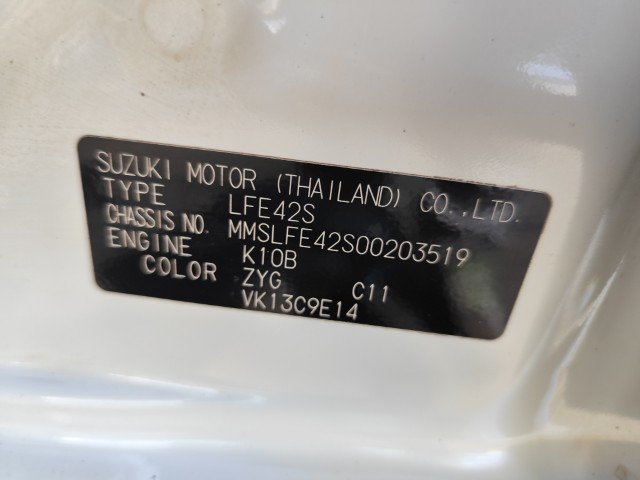 SUZUKI MOTOR (THAILAND) CO.,LTD.
TYPE LFE42S
CHASSIS NO. MMSLFE42S00203519
ENGINE K10B
COLOR ZYG C11
VK13C9E14